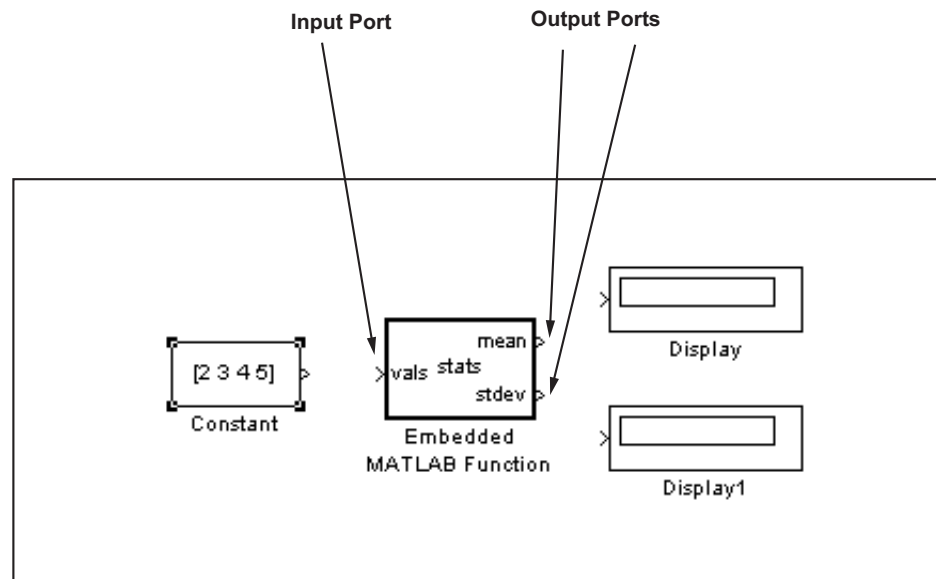 Input Port
Output Ports
[2 3 4 5]
Constant
vals
stats
mean
stdev
Embedded
MATLAB Function
Display
Display1